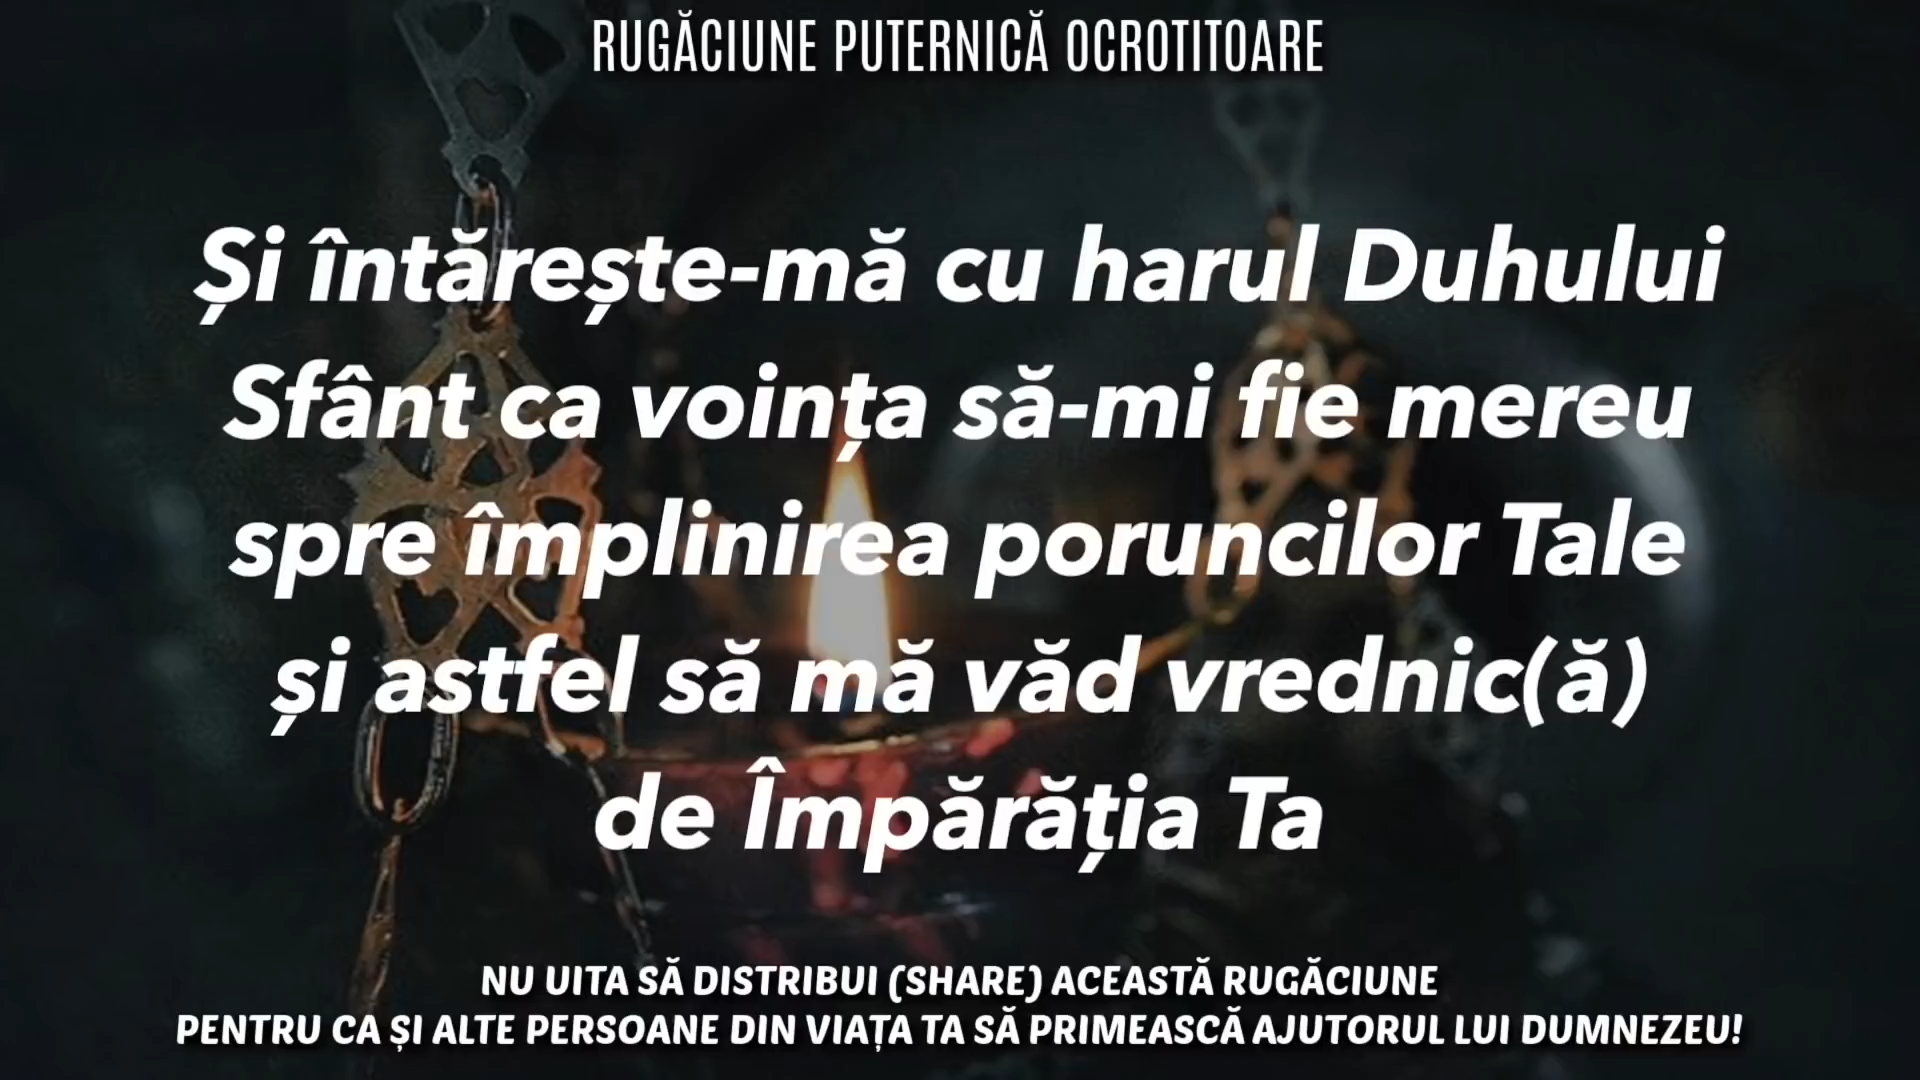 RUGĂCIUNE PUTERNICĂ OCROTITOARE
Și întărește-mă cu harul Duhului
Sfânt ca voința să-mi fie mereu
spre împlinirea poruncilor Tale
și astfel să mă văd vrednic(ă)
de Împărăția Ta
NU UITA SĂ DISTRIBUI (SHARE) ACEASTĂ RUGĂCIUNE
PENTRU CA ȘI ALTE PERSOANE DIN VIAȚA TA SĂ PRIMEASCĂ AJUTORUL LUI DUMNEZEU!